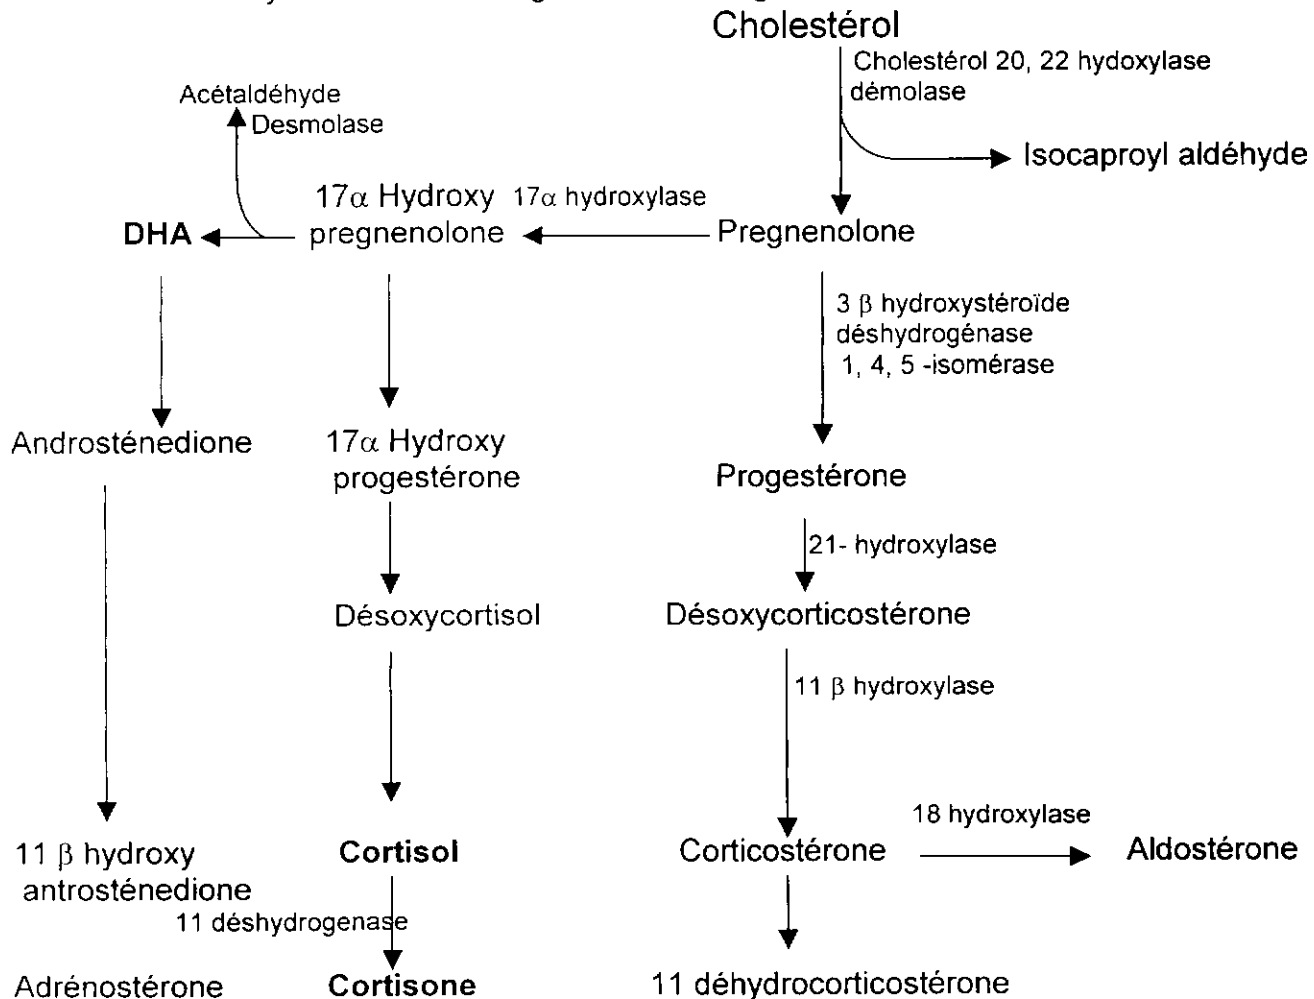 Cholestérol
Cholestérol 20, 22 hydoxylase
démolase
Acétaldéhyde
Desmolase
Isocaproyl aldéhyde
17α Hydroxy
pregnenolone
17α hydroxylase
DHA
Pregnenolone
3 β hydroxystéroïde
déshydrogénase
1, 4, 5 -isomérase
Androsténedione
17α Hydroxy
progestérone
Progestérone
21- hydroxylase
Désoxycortisol
Désoxycorticostérone
11 β hydroxylase
18 hydroxylase
11 β hydroxy
antrosténedione
Cortisol
Corticostérone
Aldostérone
11 déshydrogenase
Adrénostérone
Cortisone
11 déhydrocorticostérone